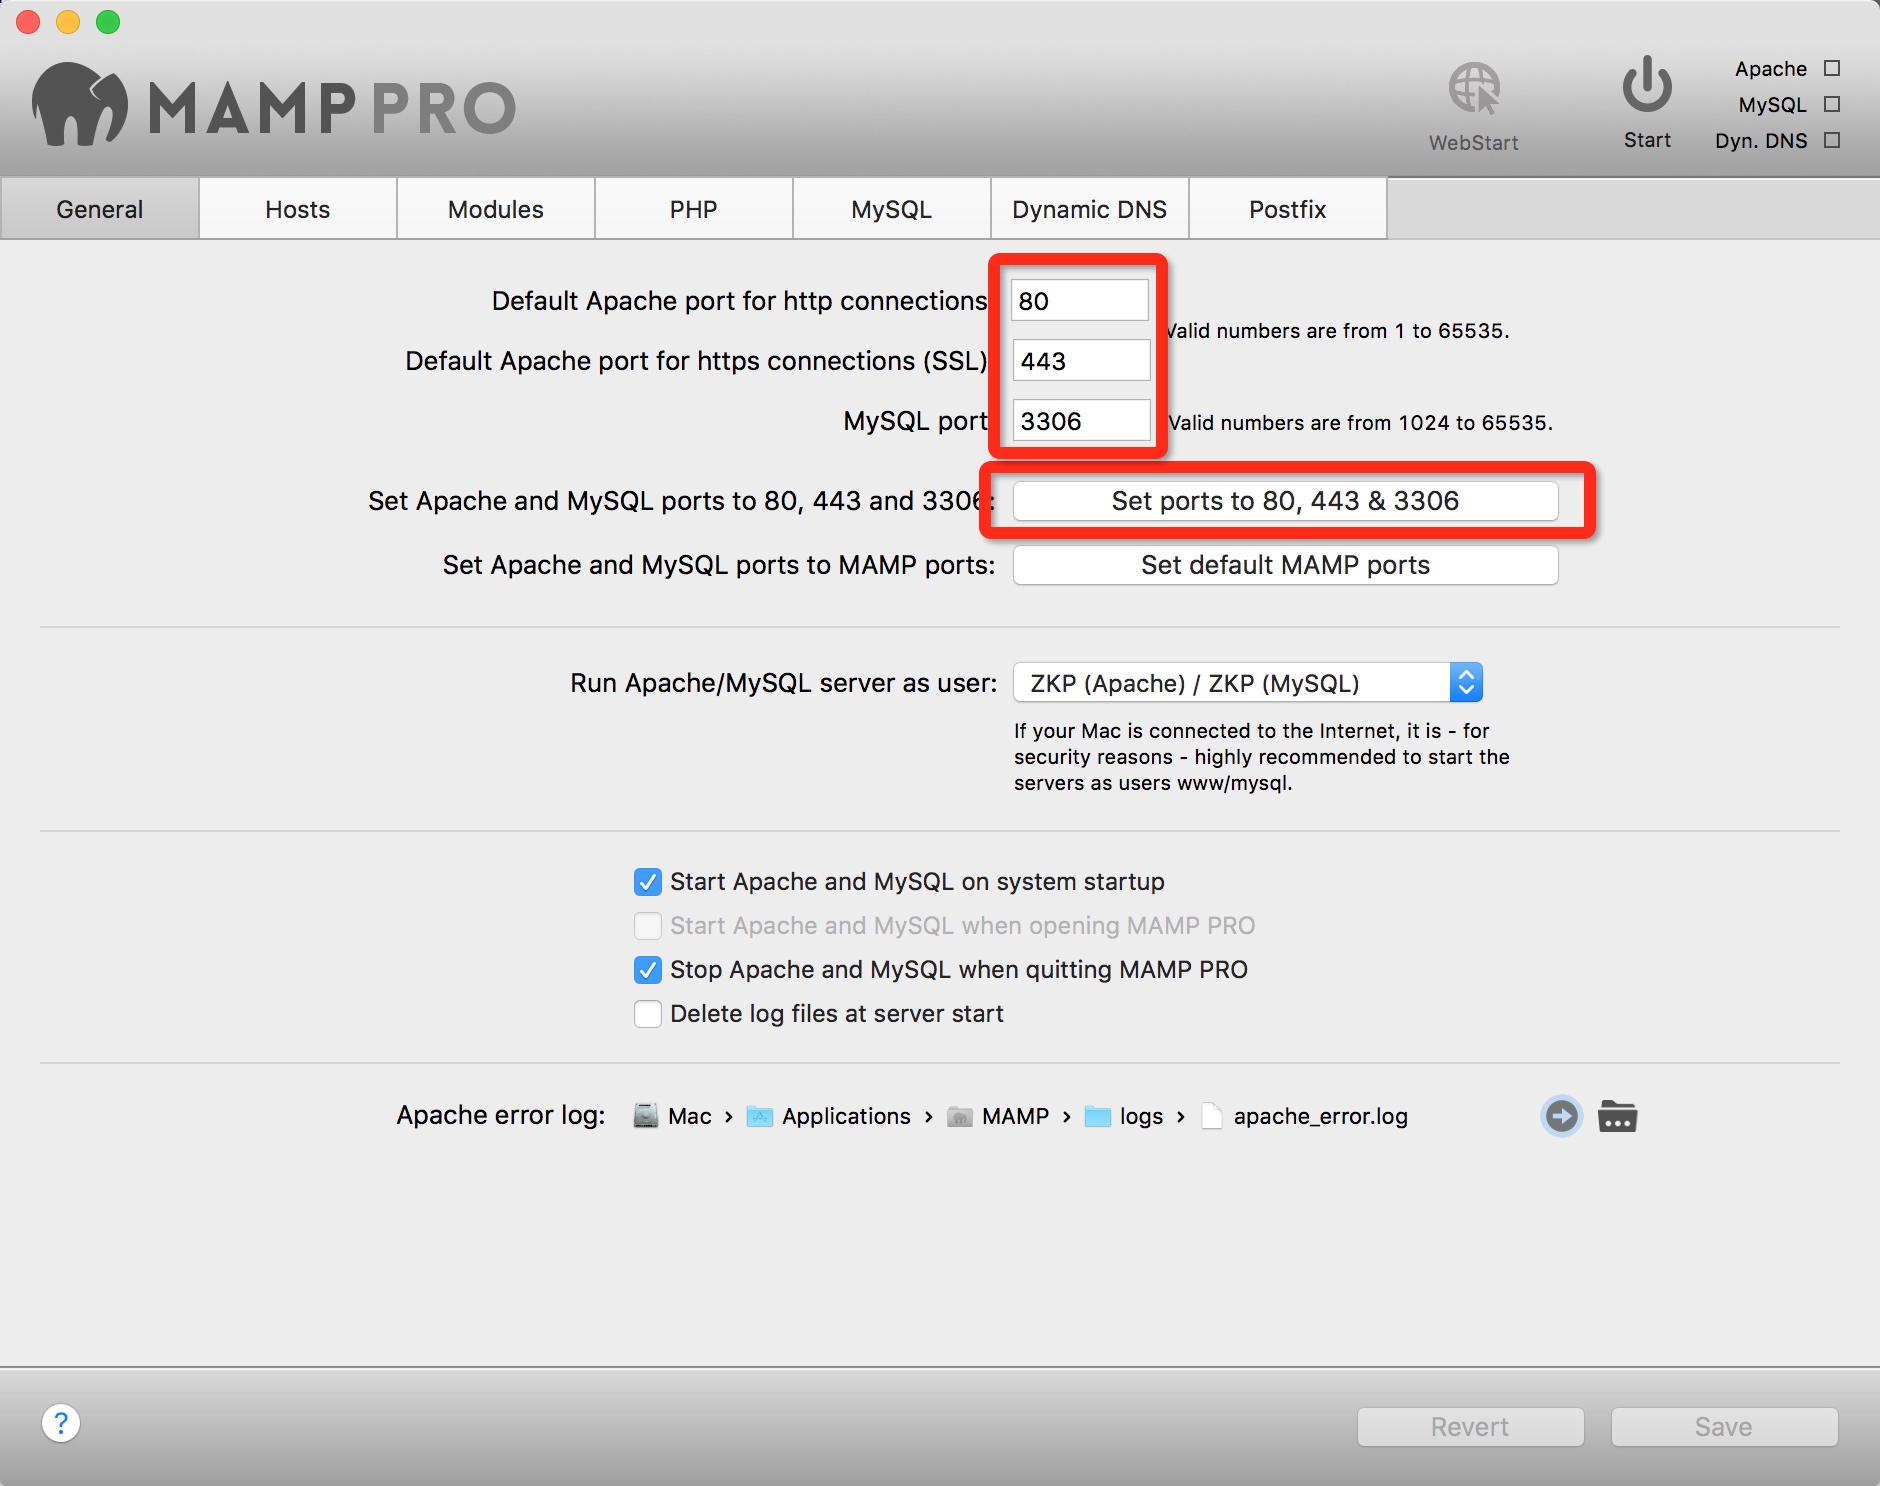 MAMP PRO
WebStart
Start
Apache
MySQL
Dyn. DNS
General
Hosts
Modules
PHP
MySQL
Dynamic DNS
Postfix
Default Apache port for http connections
80
Valid numbers are from 1 to 65535.
Default Apache port for https connections (SSL)
443
MySQL port
3306
Valid numbers are from 1024 to 65535.
Set Apache and MySQL ports to 80, 443 and 3306:
Set ports to 80, 443 & 3306
Set Apache and MySQL ports to MAMP ports:
Set default MAMP ports
Run Apache/MySQL server as user:
ZKP (Apache) / ZKP (MySQL)
If your Mac is connected to the Internet, it is - for
security reasons - highly recommended to start the
servers as users www/mysql.
Start Apache and MySQL on system startup
Start Apache and MySQL when opening MAMP PRO
Stop Apache and MySQL when quitting MAMP PRO
Delete log files at server start
Apache error log:
Mac › Applications › MAMP › logs › apache_error.log
?
Revert
Save